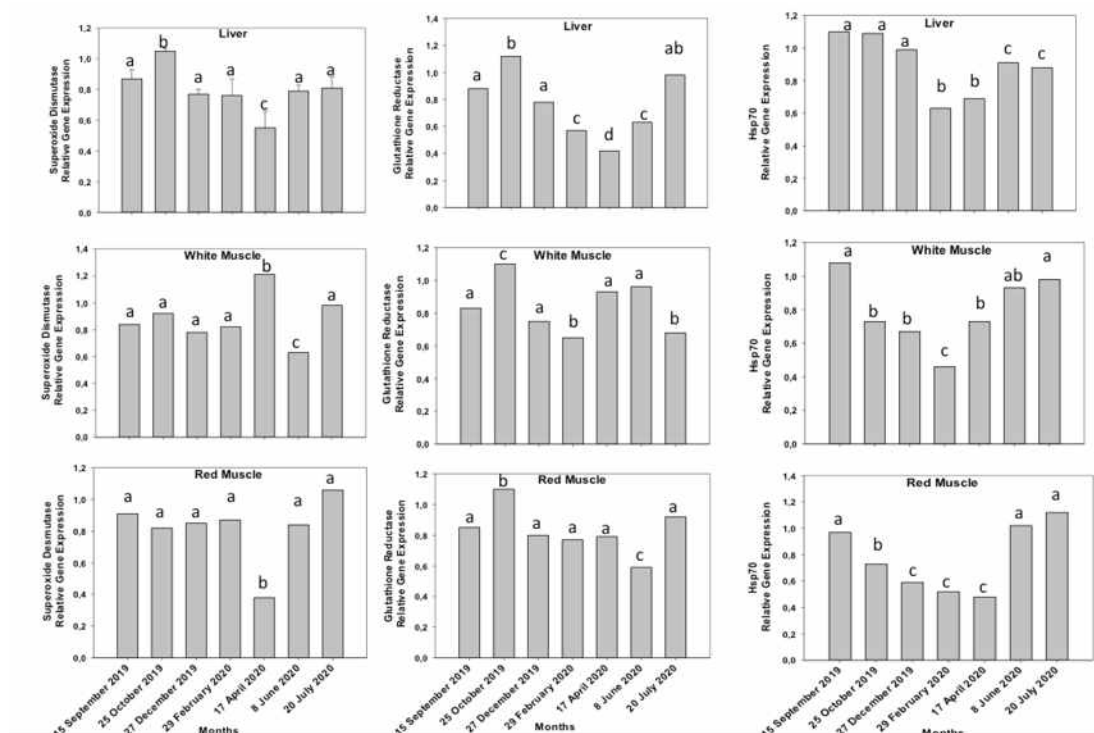 Liver
Superoxide Dismutase
Relative Gene Expression
1,2
1,0
0,8
0,6
0,4
0,2
0,0
a b a a c a a
Liver
Glutathione Reductase
Relative Gene Expression
1,4
1,2
1,0
0,8
0,6
0,4
0,2
0,0
a b a c d c ab
Liver
Hsp70
Relative Gene Expression
1,2
1,0
0,8
0,6
0,4
0,2
0,0
a a a b b c c
White Muscle
Superoxide Dismutase
Relative Gene Expression
1,4
1,2
1,0
0,8
0,6
0,4
0,2
0,0
a a a a b c a
White Muscle
Glutathione Reductase
Relative Gene Expression
1,2
1,0
0,8
0,6
0,4
0,2
0,0
a c a b a a b
White Muscle
Hsp70
Relative Gene Expression
1,2
1,0
0,8
0,6
0,4
0,2
0,0
a b b c b ab a
Red Muscle
Superoxide Desmutase
Relative Gene Expression
1,2
1,0
0,8
0,6
0,4
0,2
0,0
a a a a b a a
15 September 2019
25 October 2019
27 December 2019
29 February 2020
17 April 2020
8 June 2020
20 July 2020
Months
Red Muscle
Glutathione Reductase
Relative Gene Expression
1,2
1,0
0,8
0,6
0,4
0,2
0,0
a b a a a c a
15 September 2019
25 October 2019
27 December 2019
29 February 2020
17 April 2020
8 June 2020
20 July 2020
Months
Red Muscle
Hsp70
Relative Gene Expression
1,4
1,2
1,0
0,8
0,6
0,4
0,2
0,0
a b c c c a a
15 September 2019
25 October 2019
27 December 2019
29 February 2020
17 April 2020
8 June 2020
20 July 2020
Months